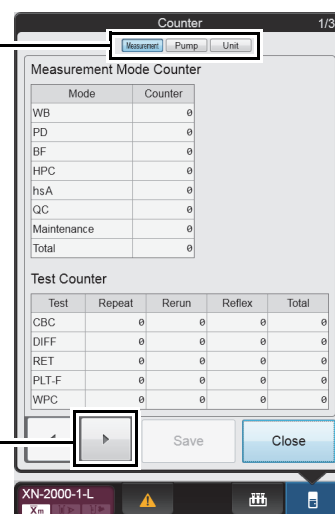 Counter 1/3
Measurement Pump Unit
Measurement Mode Counter
Mode Counter
WB 0
PD 0
BF 0
HPC 0
hsA 0
QC 0
Maintenance 0
Total 0
Test Counter
Test Repeat Rerun Reflex Total
CBC 0 0 0 0
DIFF 0 0 0 0
RET 0 0 0 0
PLT-F 0 0 0 0
WPC 0 0 0 0
Save Close
XN-2000-1-L
Xm